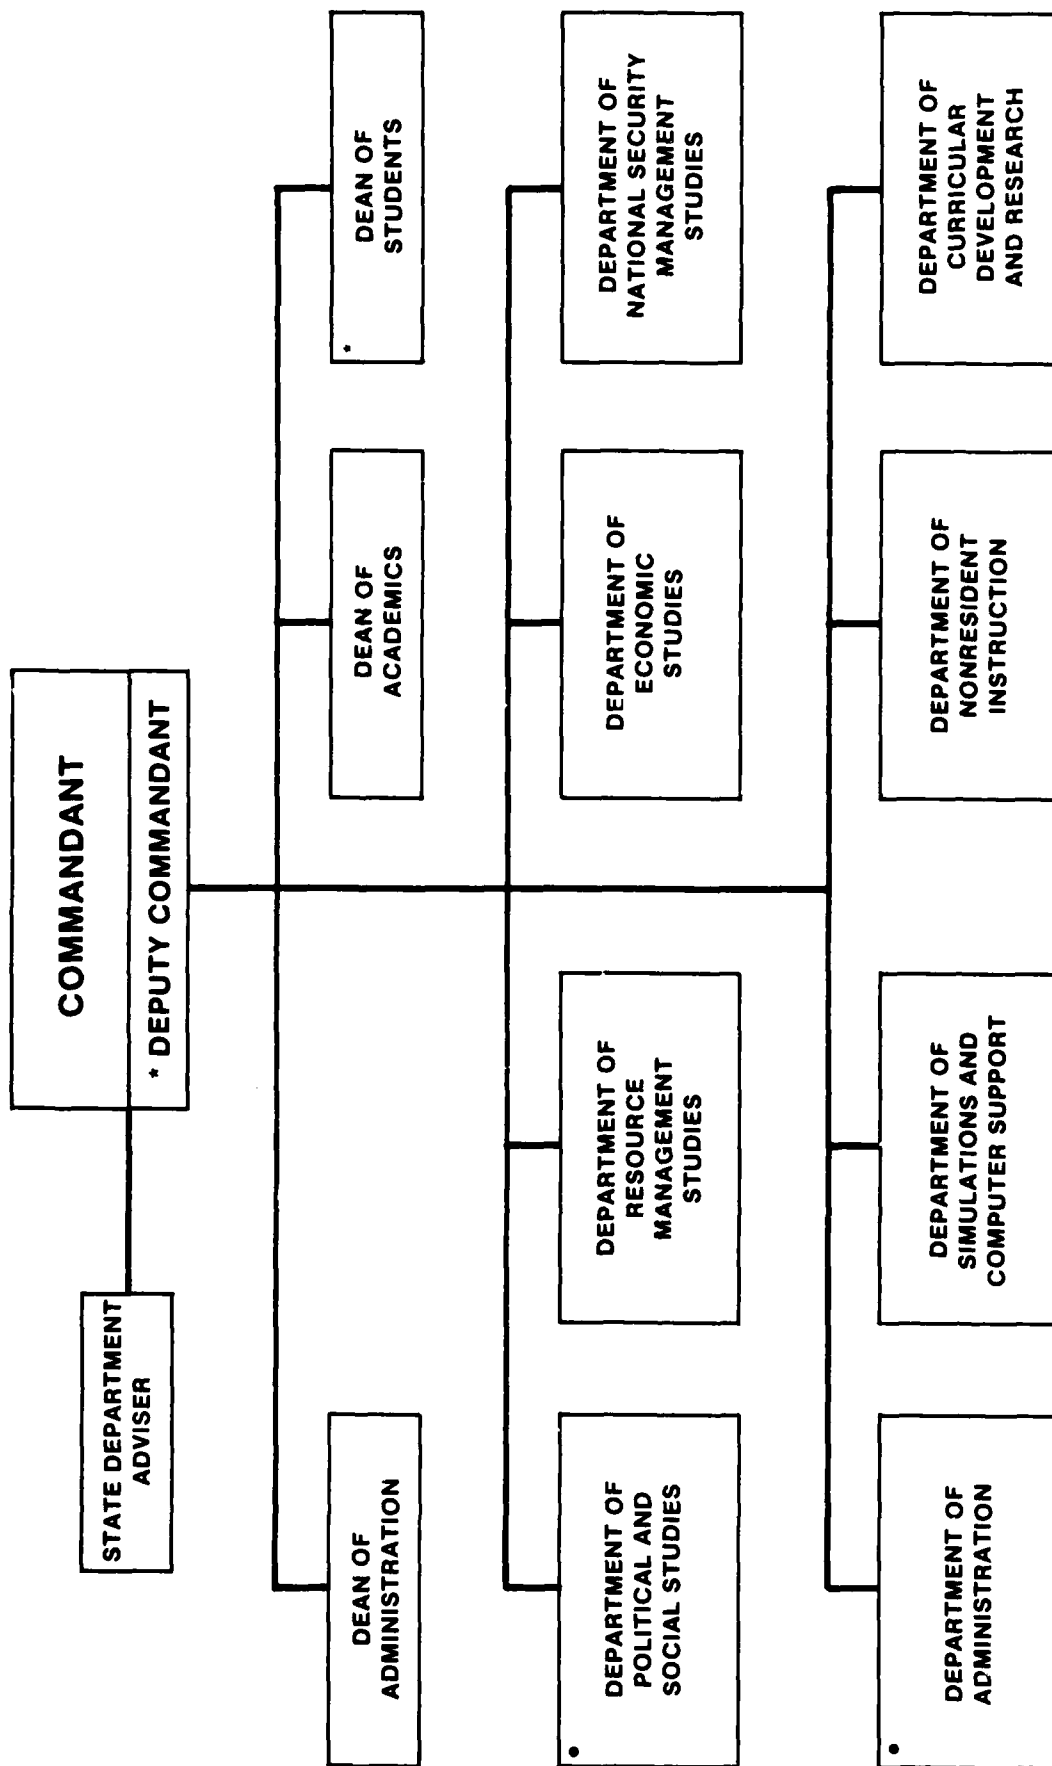 STATE DEPARTMENT
ADVISER
COMMANDANT
* DEPUTY COMMANDANT
DEAN OF
ADMINISTRATION
DEAN OF
ACADEMICS
*
DEAN OF
STUDENTS
•
DEPARTMENT OF
POLITICAL AND
SOCIAL STUDIES
DEPARTMENT OF
RESOURCE
MANAGEMENT
STUDIES
DEPARTMENT OF
ECONOMIC
STUDIES
DEPARTMENT OF
NATIONAL SECURITY
MANAGEMENT
STUDIES
•
DEPARTMENT OF
ADMINISTRATION
DEPARTMENT OF
SIMULATIONS AND
COMPUTER SUPPORT
DEPARTMENT OF
NONRESIDENT
INSTRUCTION
DEPARTMENT OF
CURRICULAR
DEVELOPMENT
AND RESEARCH